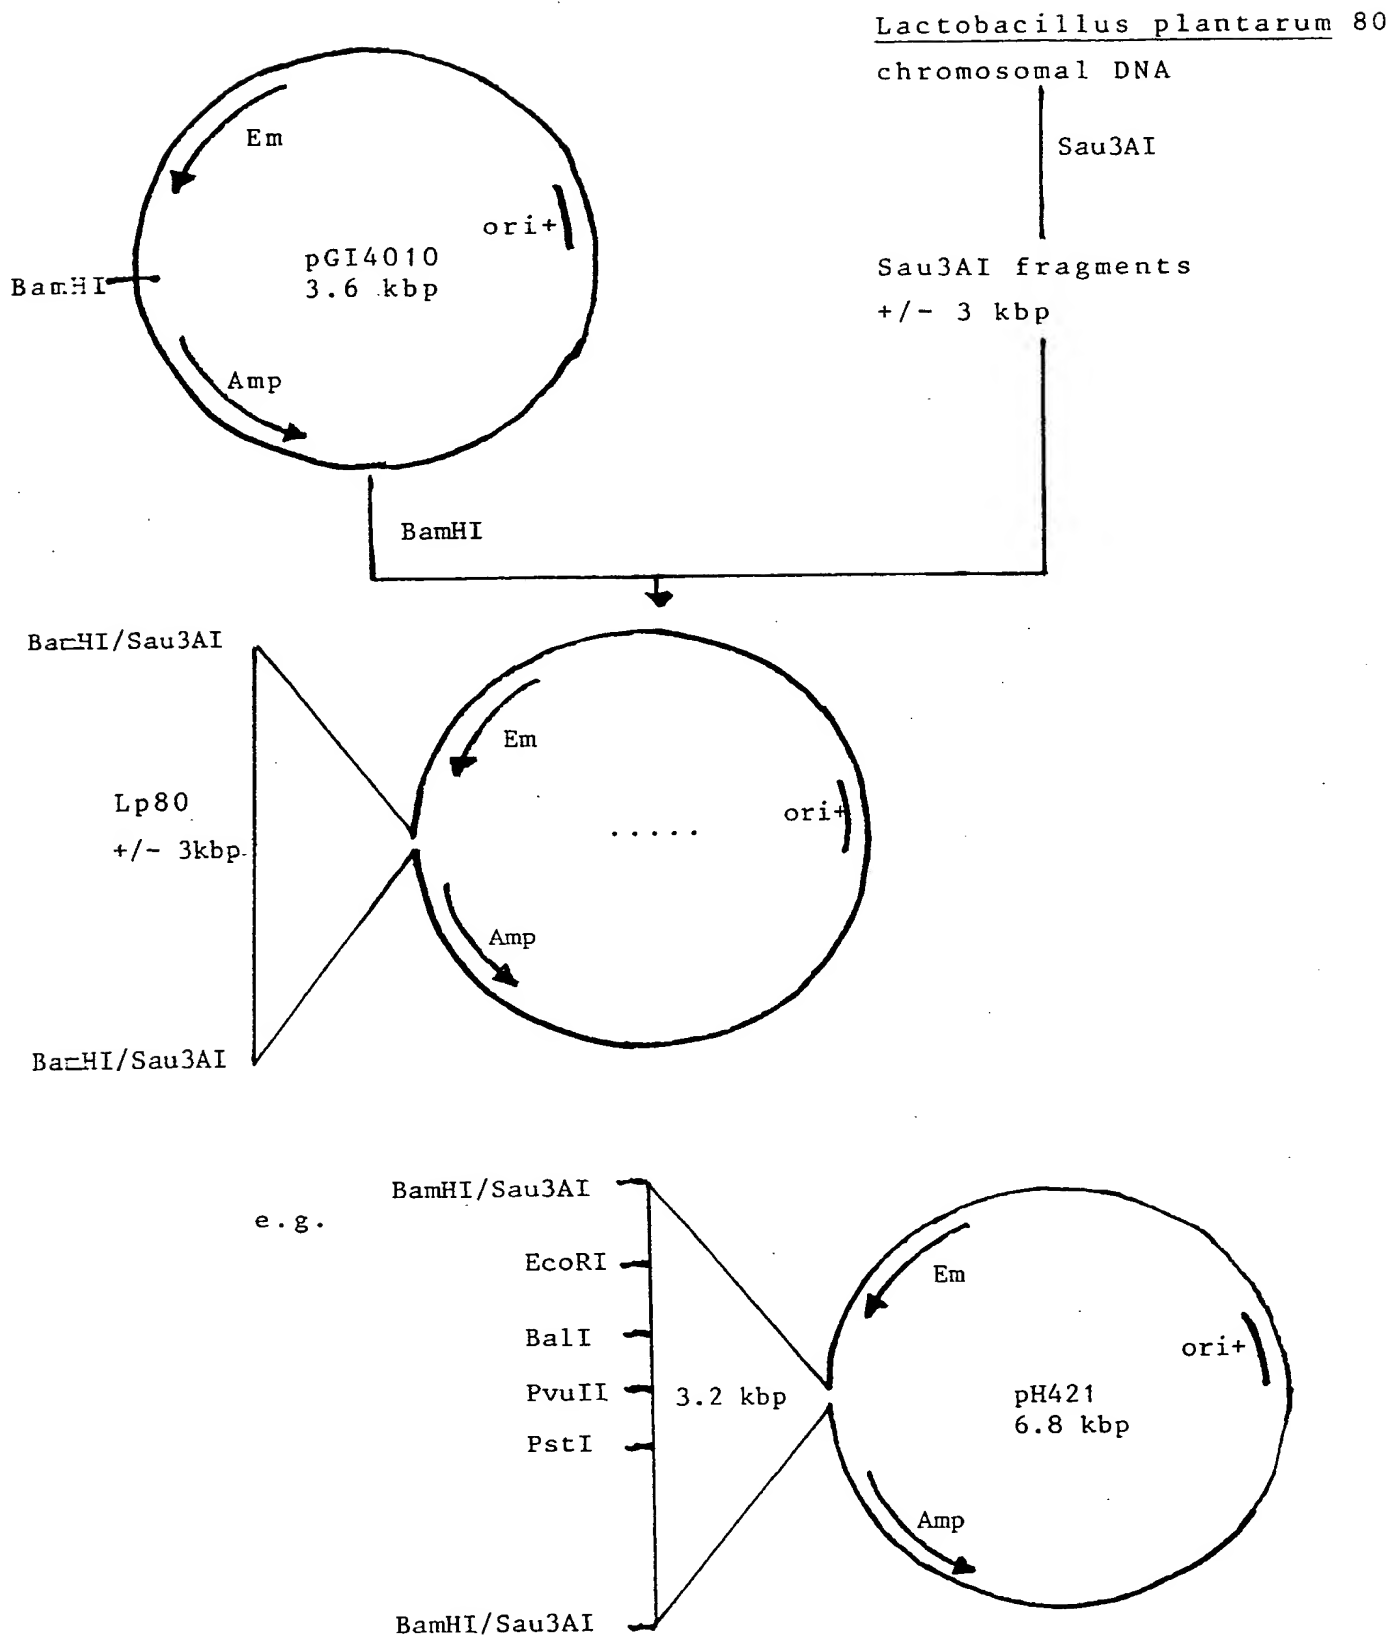 Lactobacillus plantarum 80
chromosomal DNA
Sau3AI
Sau3AI fragments
+/- 3 kbp
Em
ori+
pGI4010
3.6 kbp
BamHI
Amp
BamHI
BamHI/Sau3AI
Em
Lp80
+/- 3kbp
ori+
.....
Amp
BamHI/Sau3AI
e.g.
BamHI/Sau3AI
EcoRI
BalI
PvuII
PstI
3.2 kbp
BamHI/Sau3AI
Em
ori+
pH421
6.8 kbp
Amp